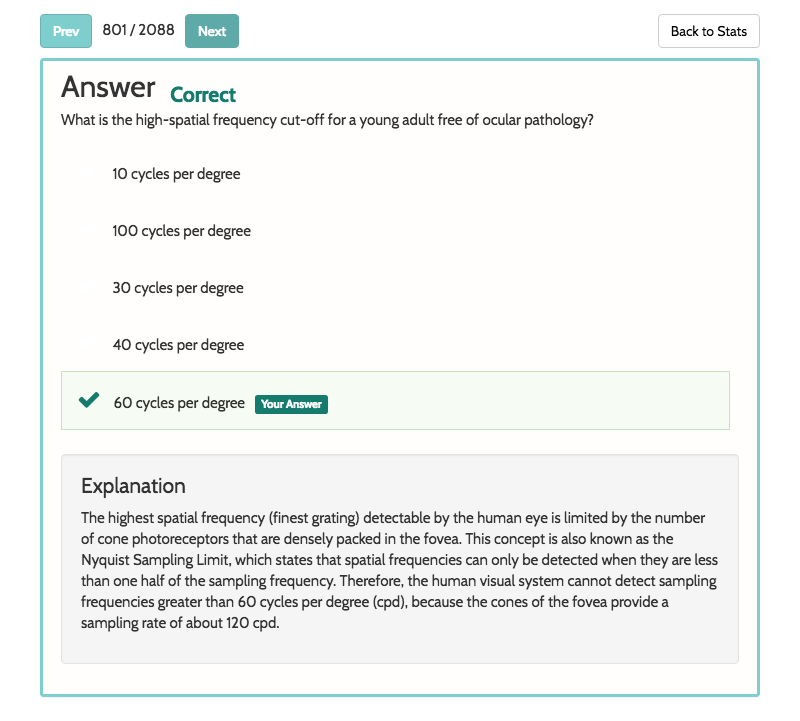 Prev 801 / 2088 Next Back to Stats
Answer Correct
What is the high-spatial frequency cut-off for a young adult free of ocular pathology?
10 cycles per degree
100 cycles per degree
30 cycles per degree
40 cycles per degree
60 cycles per degree Your Answer
Explanation
The highest spatial frequency (finest grating) detectable by the human eye is limited by the number
of cone photoreceptors that are densely packed in the fovea. This concept is also known as the
Nyquist Sampling Limit, which states that spatial frequencies can only be detected when they are less
than one half of the sampling frequency. Therefore, the human visual system cannot detect sampling
frequencies greater than 60 cycles per degree (cpd), because the cones of the fovea provide a
sampling rate of about 120 cpd.